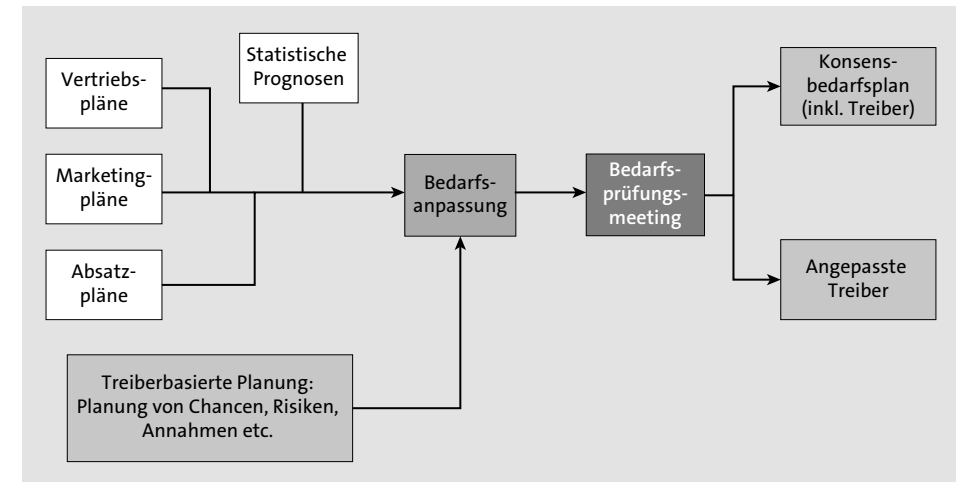 Statistische
Prognosen
Vertriebs-
pläne
Marketing-
pläne
Absatz-
pläne
Bedarfs-
anpassung
Bedarfs-
prüfungs-
meeting
Konsens-
bedarfsplan
(inkl. Treiber)
Angepasste
Treiber
Treiberbasierte Planung:
Planung von Chancen, Risiken,
Annahmen etc.